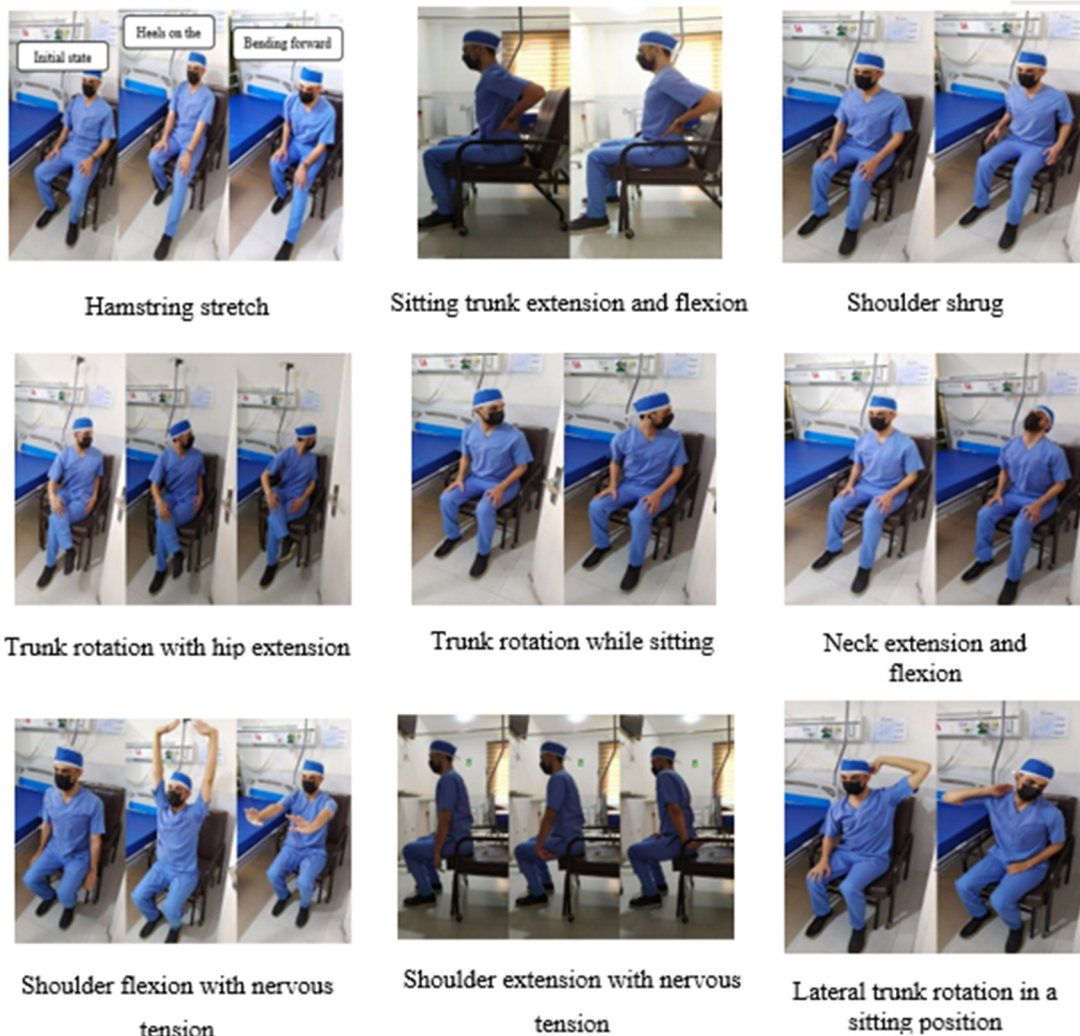 Initial state
Heels on the
Bending forward
Hamstring stretch
Sitting trunk extension and flexion
Shoulder shrug
Trunk rotation with hip extension
Trunk rotation while sitting
Neck extension and
flexion
Shoulder flexion with nervous
tension
Shoulder extension with nervous
tension
Lateral trunk rotation in a
sitting position